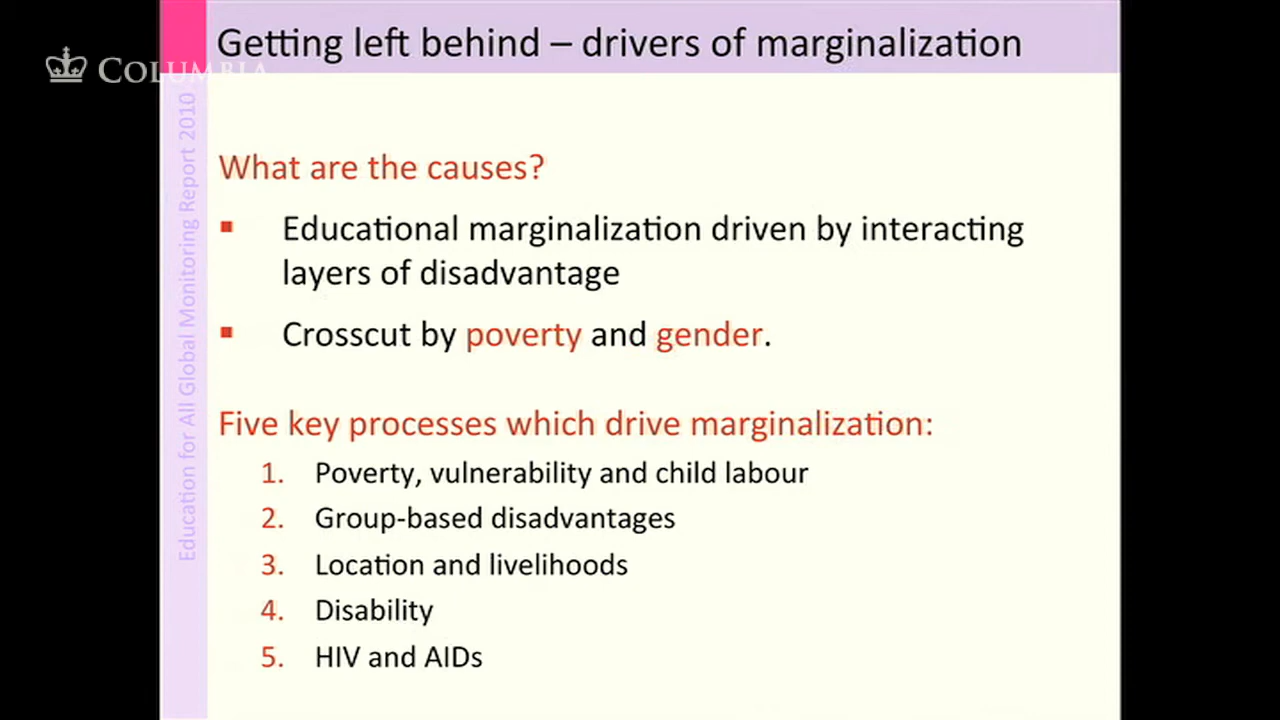 Getting left behind – drivers of marginalization
COLUMBIA
Education for All Global Monitoring Report 2010
What are the causes?
▪ Educational marginalization driven by interacting
layers of disadvantage
▪ Crosscut by poverty and gender.
Five key processes which drive marginalization:
1. Poverty, vulnerability and child labour
2. Group-based disadvantages
3. Location and livelihoods
4. Disability
5. HIV and AIDs